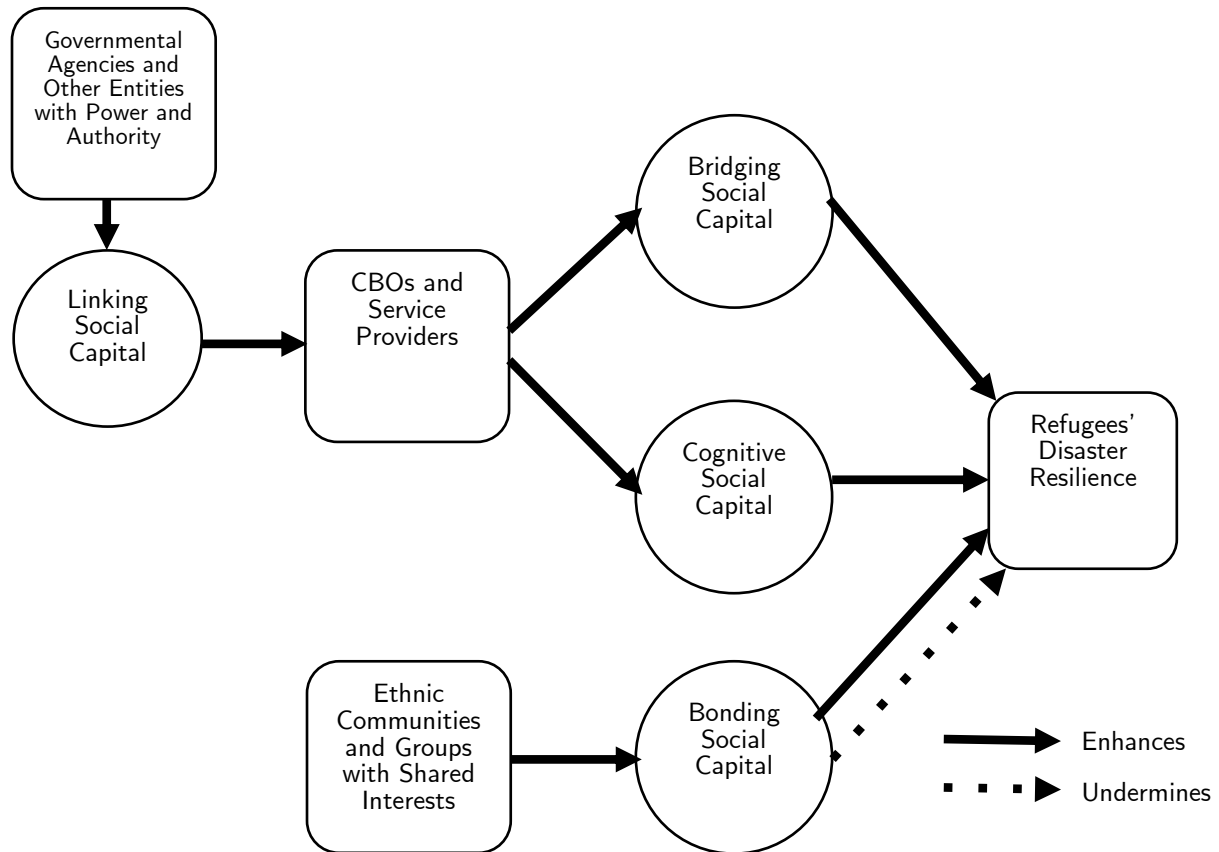 Governmental
Agencies and
Other Entities
with Power and
Authority
Linking
Social
Capital
CBOs and
Service
Providers
Bridging
Social
Capital
Cognitive
Social
Capital
Refugees'
Disaster
Resilience
Ethnic
Communities
and Groups
with Shared
Interests
Bonding
Social
Capital
Enhances
Undermines